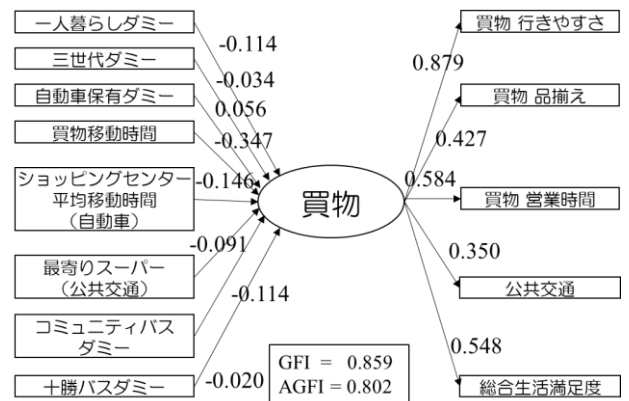 一人暮らしダミー
三世代ダミー
自動車保有ダミー
買物移動時間
ショッピングセンター
平均移動時間
（自動車）
最寄りスーパー
（公共交通）
コミュニティバス
ダミー
十勝バスダミー
-0.114
-0.034
0.056
-0.347
-0.146
-0.091
-0.114
-0.020
買物
GFI = 0.859
AGFI = 0.802
0.879
0.427
0.584
0.350
0.548
買物 行きやすさ
買物 品揃え
買物 営業時間
公共交通
総合生活満足度